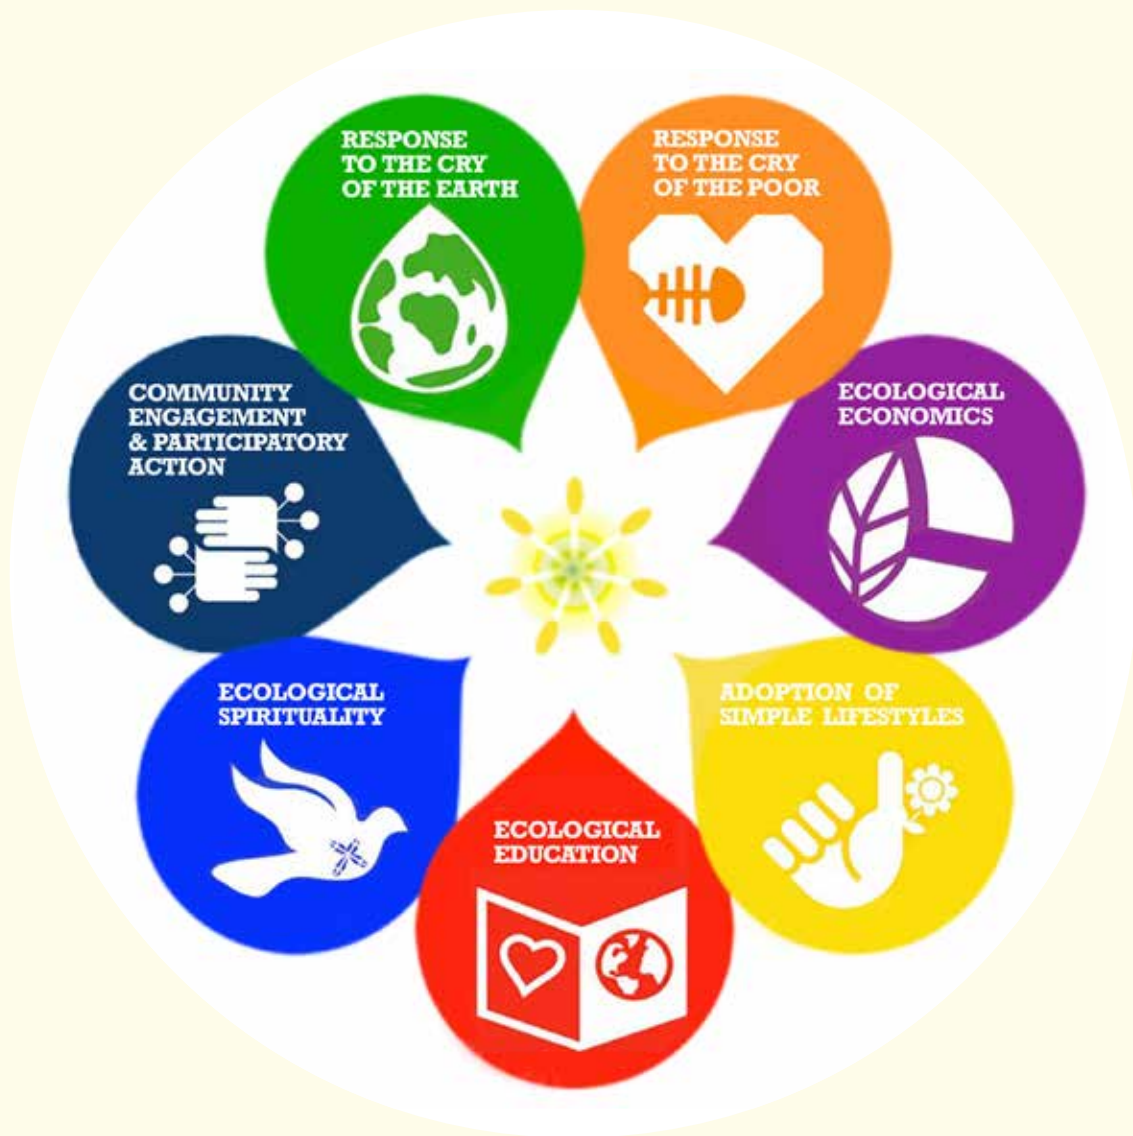 RESPONSE
TO THE CRY
OF THE EARTH
RESPONSE
TO THE CRY
OF THE POOR
COMMUNITY
ENGAGEMENT
& PARTICIPATORY
ACTION
ECOLOGICAL
ECONOMICS
ECOLOGICAL
SPIRITUALITY
ADOPTION OF
SIMPLE LIFESTYLES
ECOLOGICAL
EDUCATION